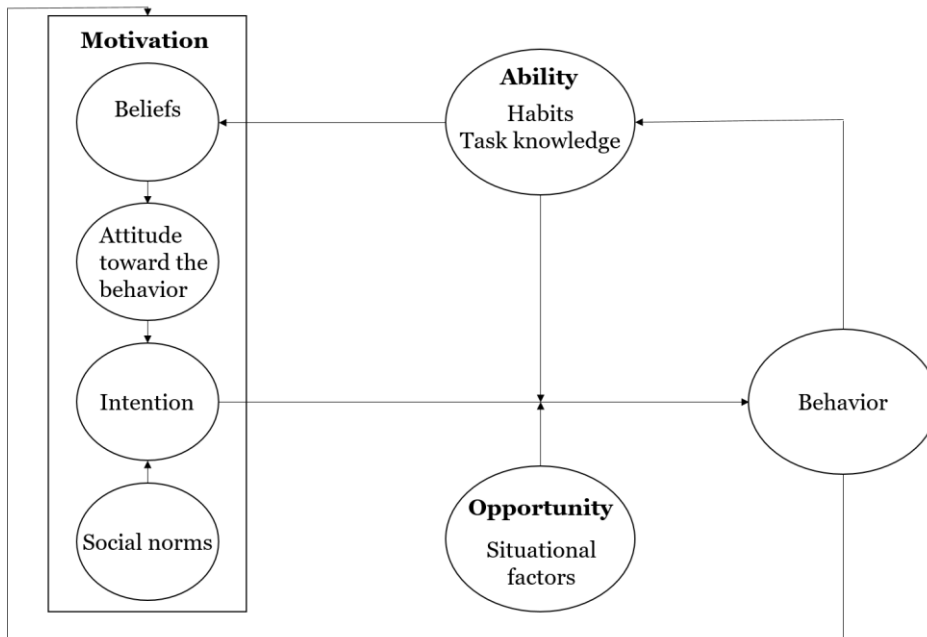 Motivation
Beliefs
Attitude
toward the
behavior
Intention
Social norms
Ability
Habits
Task knowledge
Opportunity
Situational
factors
Behavior